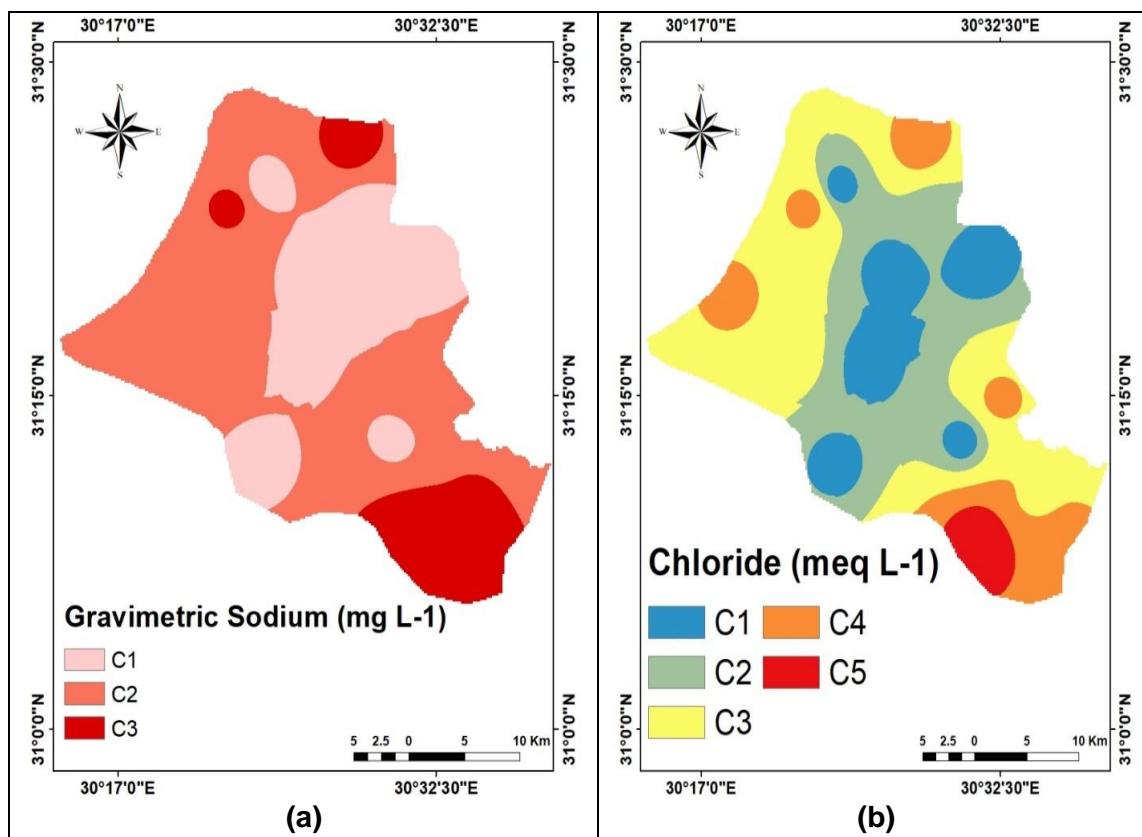 30°17'0"E 30°32'30"E
31°30'0"N
31°30'0"N
N
W E
S
31°15'0"N
31°15'0"N
Gravimetric Sodium (mg L-1)
C1
C2
C3
5 2.5 0 5 10 Km
31°0'0"N
31°0'0"N
30°17'0"E 30°32'30"E
(a)
30°17'0"E 30°32'30"E
31°30'0"N
31°30'0"N
N
W E
S
31°15'0"N
31°15'0"N
Chloride (meq L-1)
C1 C4
C2 C5
C3
5 2.5 0 5 10 Km
31°0'0"N
31°0'0"N
30°17'0"E 30°32'30"E
(b)